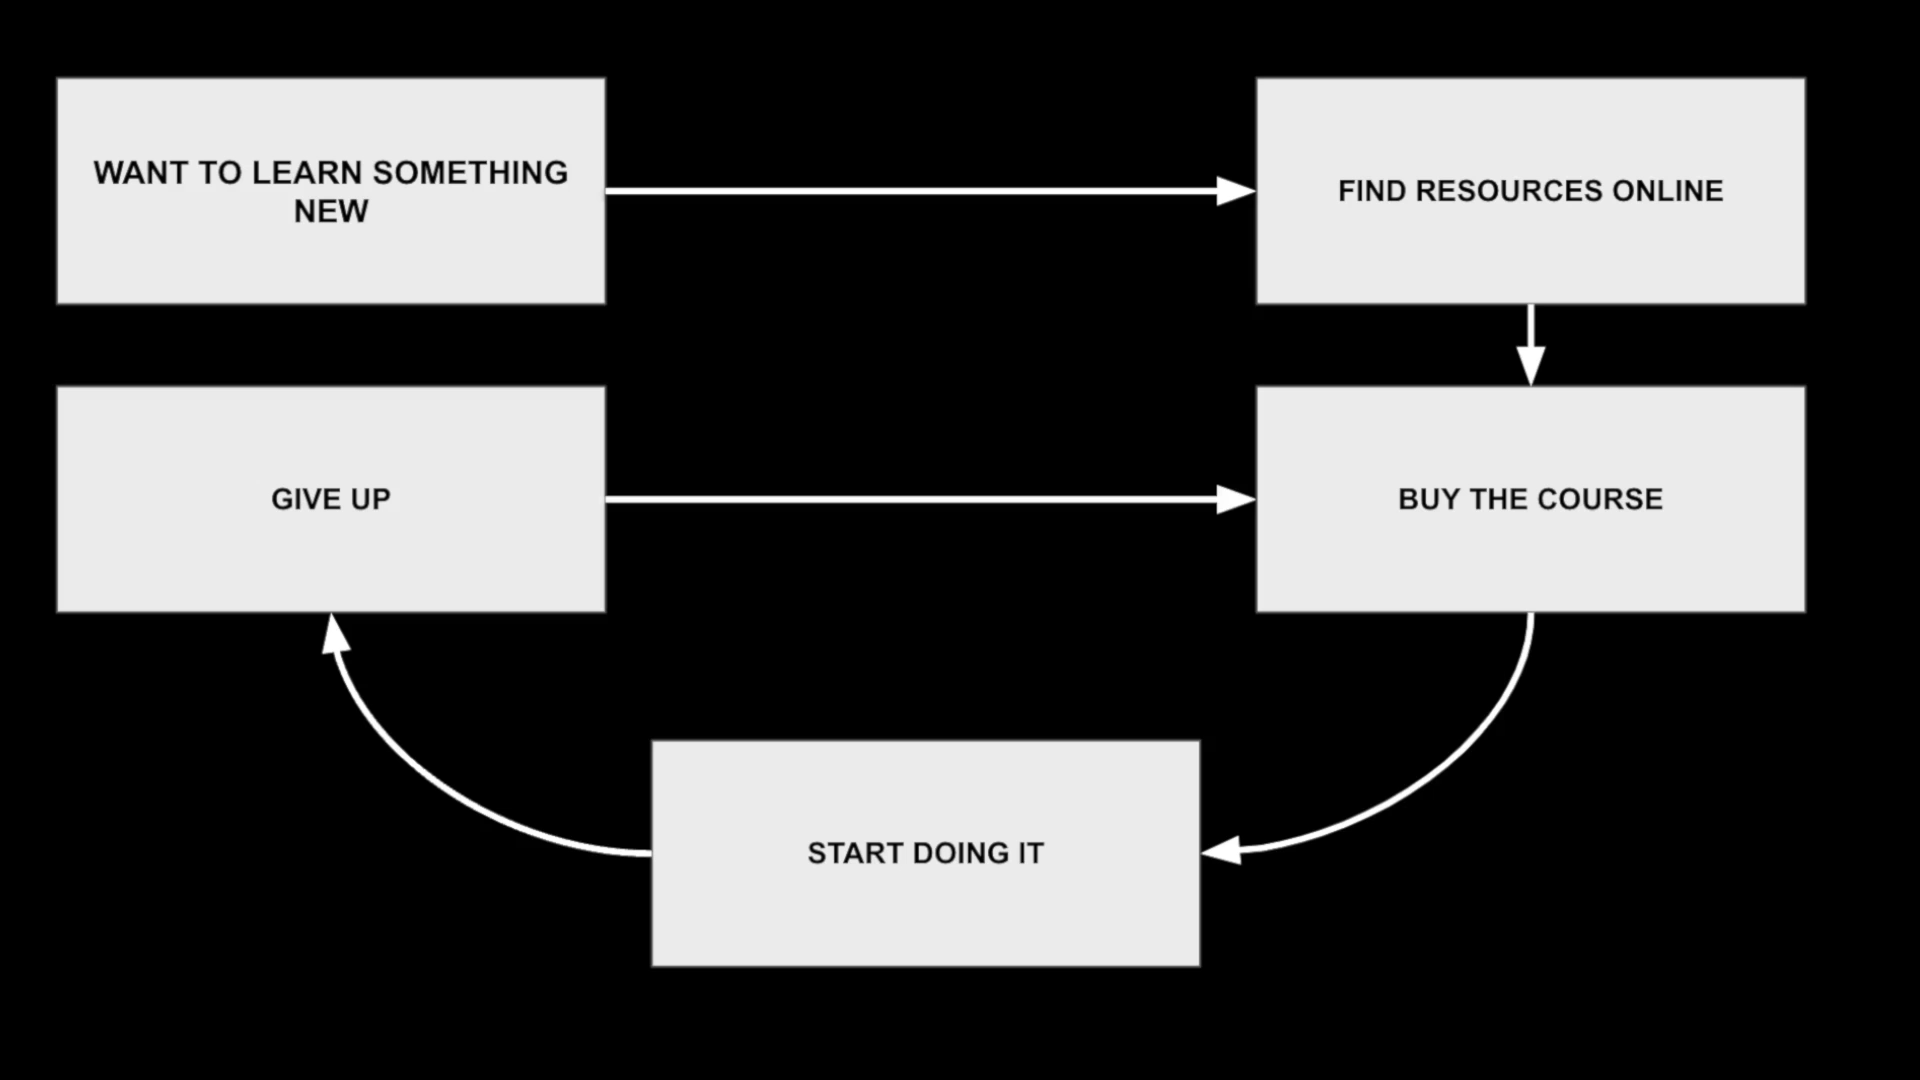 WANT TO LEARN SOMETHING
NEW
FIND RESOURCES ONLINE
GIVE UP
BUY THE COURSE
START DOING IT